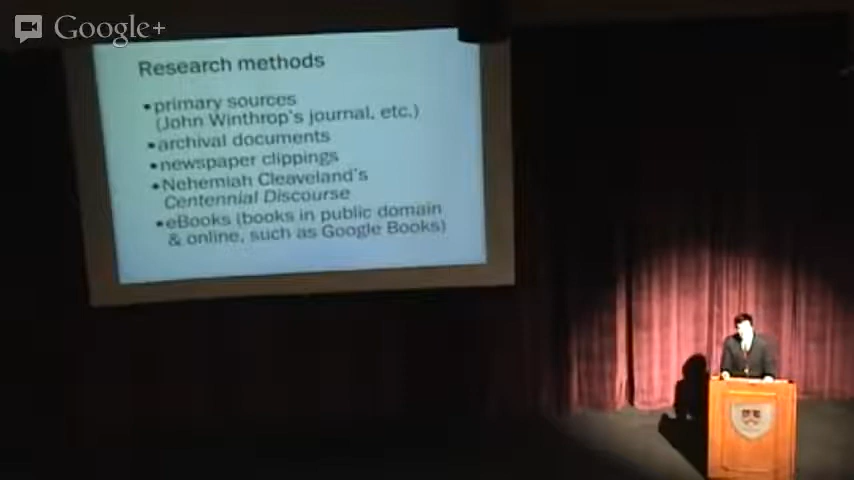 Google+
Research methods
•primary sources
(John Winthrop's journal, etc.)
•archival documents
•newspaper clippings
•Nehemiah Cleaveland's
Centennial Discourse
•eBooks (books in public domain
& online, such as Google Books)